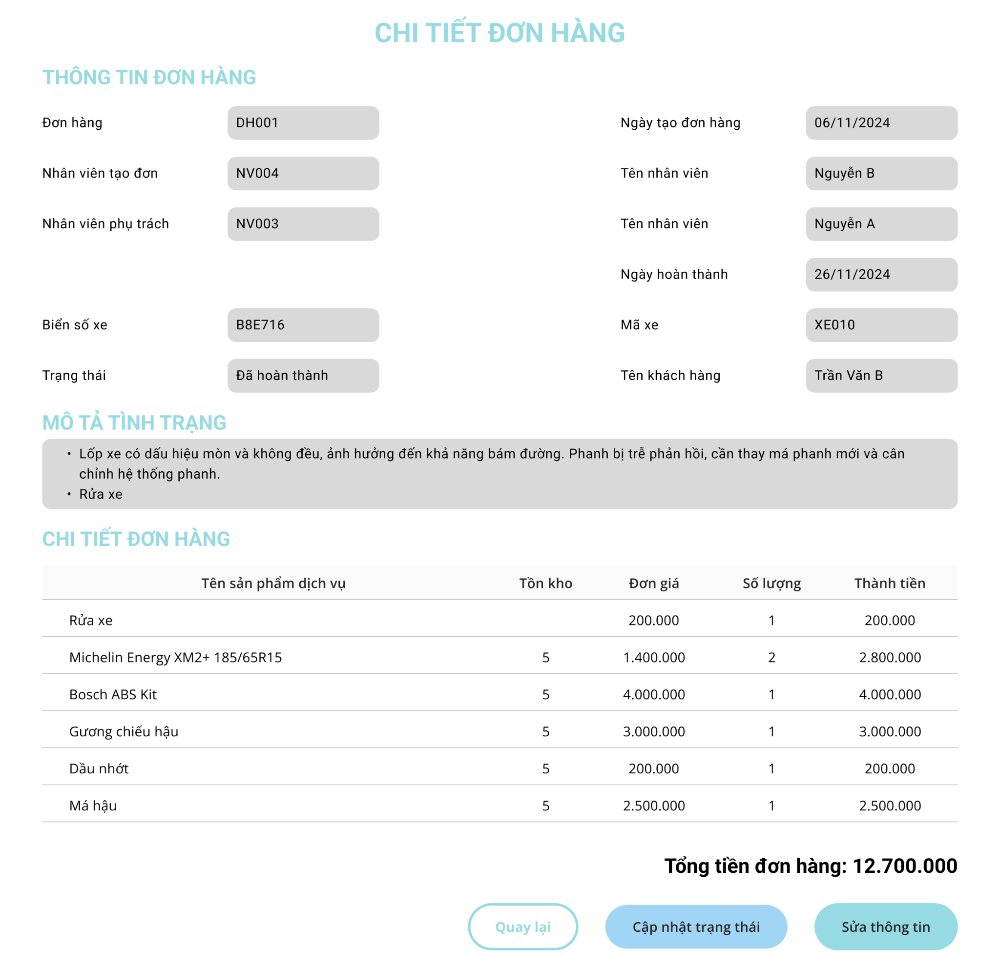 CHI TIẾT ĐƠN HÀNG
THÔNG TIN ĐƠN HÀNG
Đơn hàng DH001 Ngày tạo đơn hàng 06/11/2024
Nhân viên tạo đơn NV004 Tên nhân viên Nguyễn B
Nhân viên phụ trách NV003 Tên nhân viên Nguyễn A
Ngày hoàn thành 26/11/2024
Biển số xe B8E716 Mã xe XE010
Trạng thái Đã hoàn thành Tên khách hàng Trần Văn B
MÔ TẢ TÌNH TRẠNG
• Lốp xe có dấu hiệu mòn và không đều, ảnh hưởng đến khả năng bám đường. Phanh bị trễ phản hồi, cần thay má phanh mới và cân
chỉnh hệ thống phanh.
• Rửa xe
CHI TIẾT ĐƠN HÀNG
Tên sản phẩm dịch vụ Tồn kho Đơn giá Số lượng Thành tiền
Rửa xe 200.000 1 200.000
Michelin Energy XM2+ 185/65R15 5 1.400.000 2 2.800.000
Bosch ABS Kit 5 4.000.000 1 4.000.000
Gương chiếu hậu 5 3.000.000 1 3.000.000
Dầu nhớt 5 200.000 1 200.000
Má hậu 5 2.500.000 1 2.500.000
Tổng tiền đơn hàng: 12.700.000
Quay lại Cập nhật trạng thái Sửa thông tin